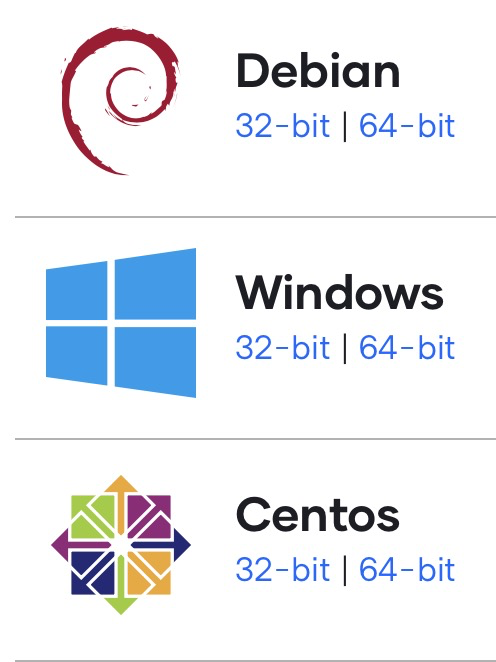 Debian
32-bit | 64-bit
Windows
32-bit | 64-bit
Centos
32-bit | 64-bit